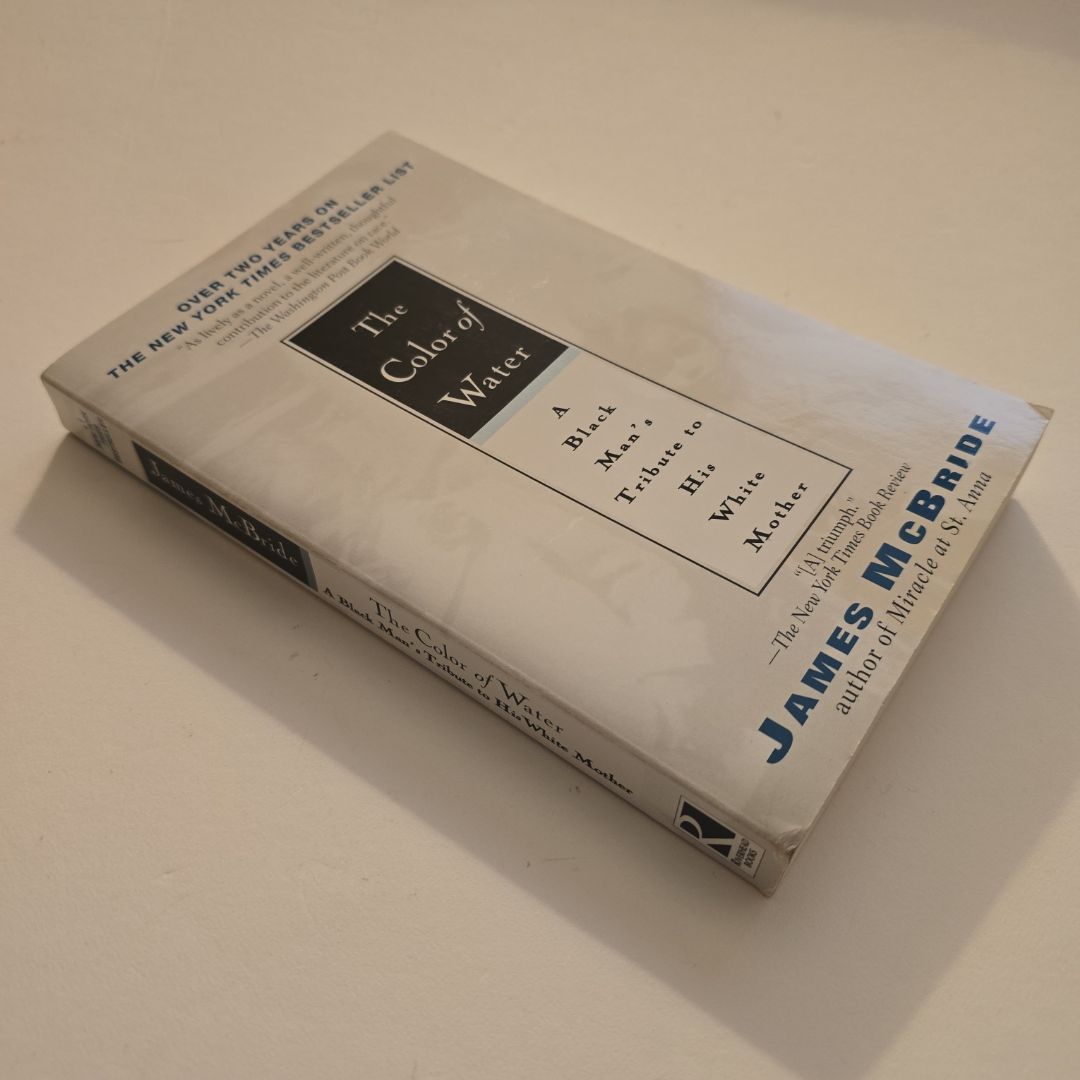 OVER TWO YEARS ON
THE NEW YORK TIMES BESTSELLER LIST
"As lively as a novel, a well-written, thoughtful
contribution to the literature on race."
—The Washington Post Book World
The
Color of
Water
A
Black
Man's
Tribute to
His
White
Mother
"[A] triumph."
—The New York Times Book Review
JAMES MCBRIDE
author of Miracle at St. Anna
James McBride
The Color of Water
A Black Man's Tribute to His White Mother
R
RIVERHEAD
BOOKS